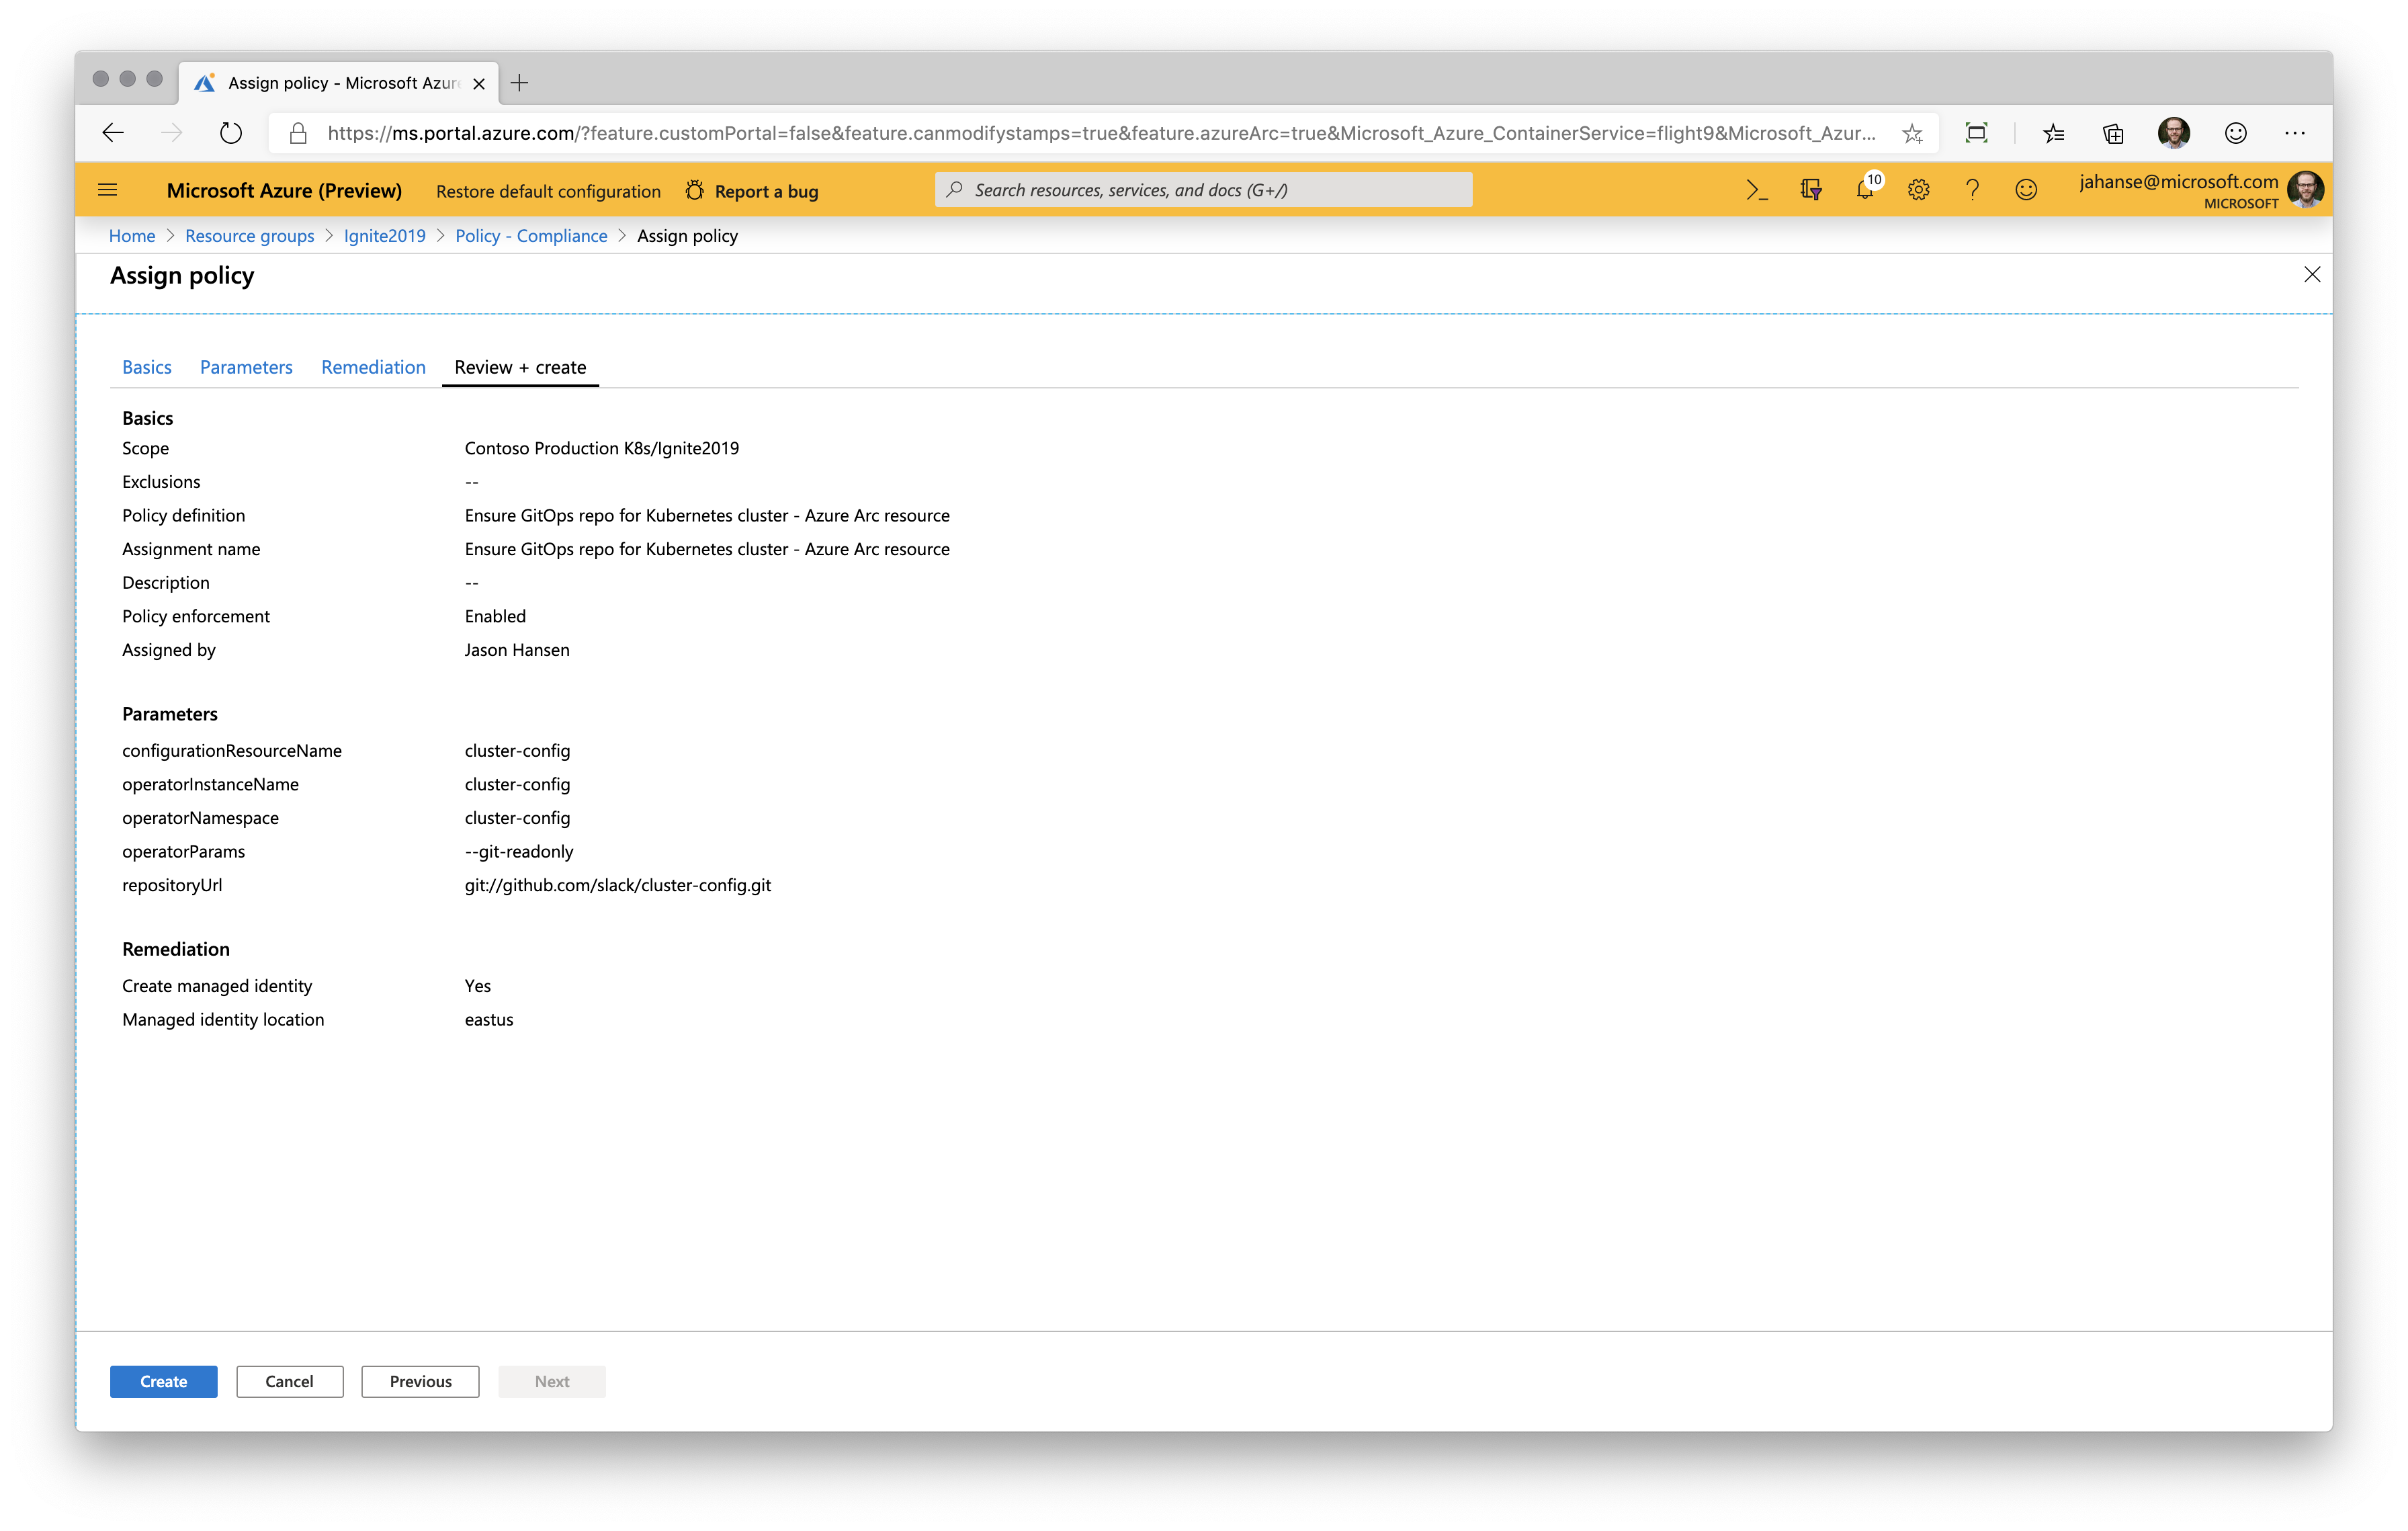 Assign policy - Microsoft Azur
https://ms.portal.azure.com/?feature.customPortal=false&feature.canmodifystamps=true&feature.azureArc=true&Microsoft_Azure_ContainerService=flight9&Microsoft_Azur...
Microsoft Azure (Preview) Restore default configuration Report a bug Search resources, services, and docs (G+/) 10 jahanse@microsoft.com
MICROSOFT
Home > Resource groups > Ignite2019 > Policy - Compliance > Assign policy
Assign policy
Basics Parameters Remediation Review + create
Basics
Scope Contoso Production K8s/Ignite2019
Exclusions --
Policy definition Ensure GitOps repo for Kubernetes cluster - Azure Arc resource
Assignment name Ensure GitOps repo for Kubernetes cluster - Azure Arc resource
Description --
Policy enforcement Enabled
Assigned by Jason Hansen
Parameters
configurationResourceName cluster-config
operatorInstanceName cluster-config
operatorNamespace cluster-config
operatorParams --git-readonly
repositoryUrl git://github.com/slack/cluster-config.git
Remediation
Create managed identity Yes
Managed identity location eastus
Create Cancel Previous Next